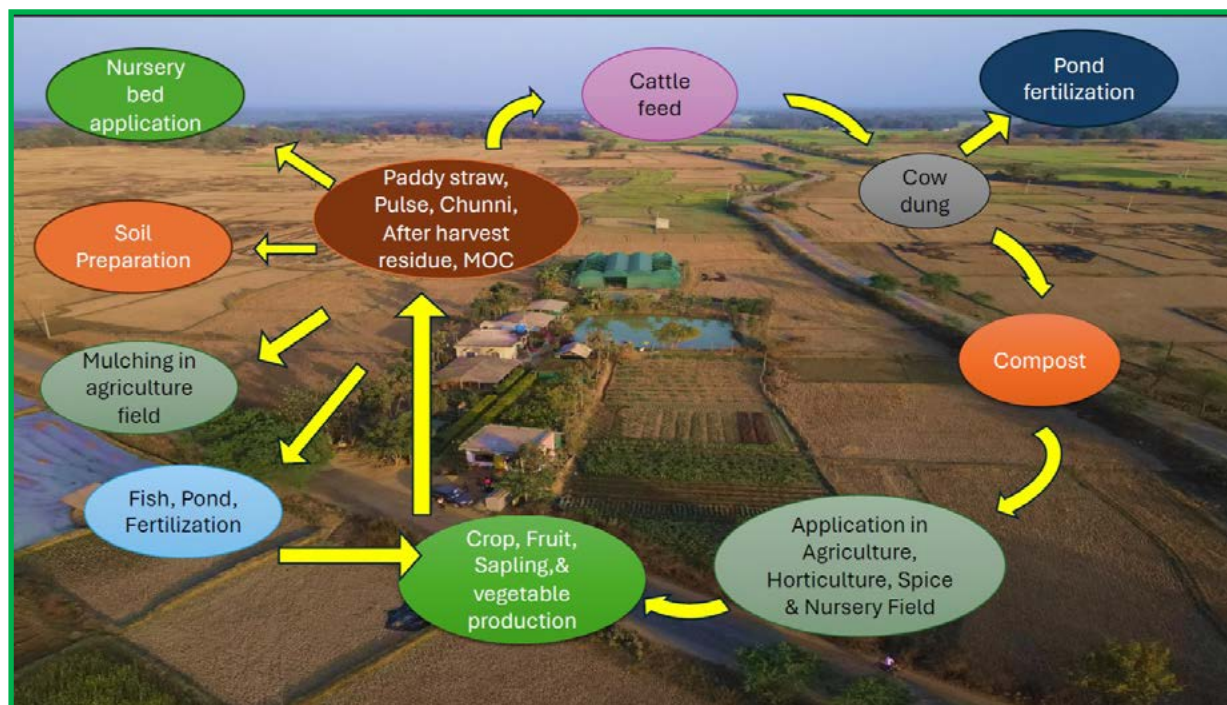 Nursery
bed
application
Cattle
feed
Pond
fertilization
Paddy straw,
Pulse, Chunni,
After harvest
residue, MOC
Cow
dung
Soil
Preparation
Mulching in
agriculture
field
Compost
Fish, Pond,
Fertilization
Crop, Fruit,
Sapling,&
vegetable
production
Application in
Agriculture,
Horticulture, Spice
& Nursery Field